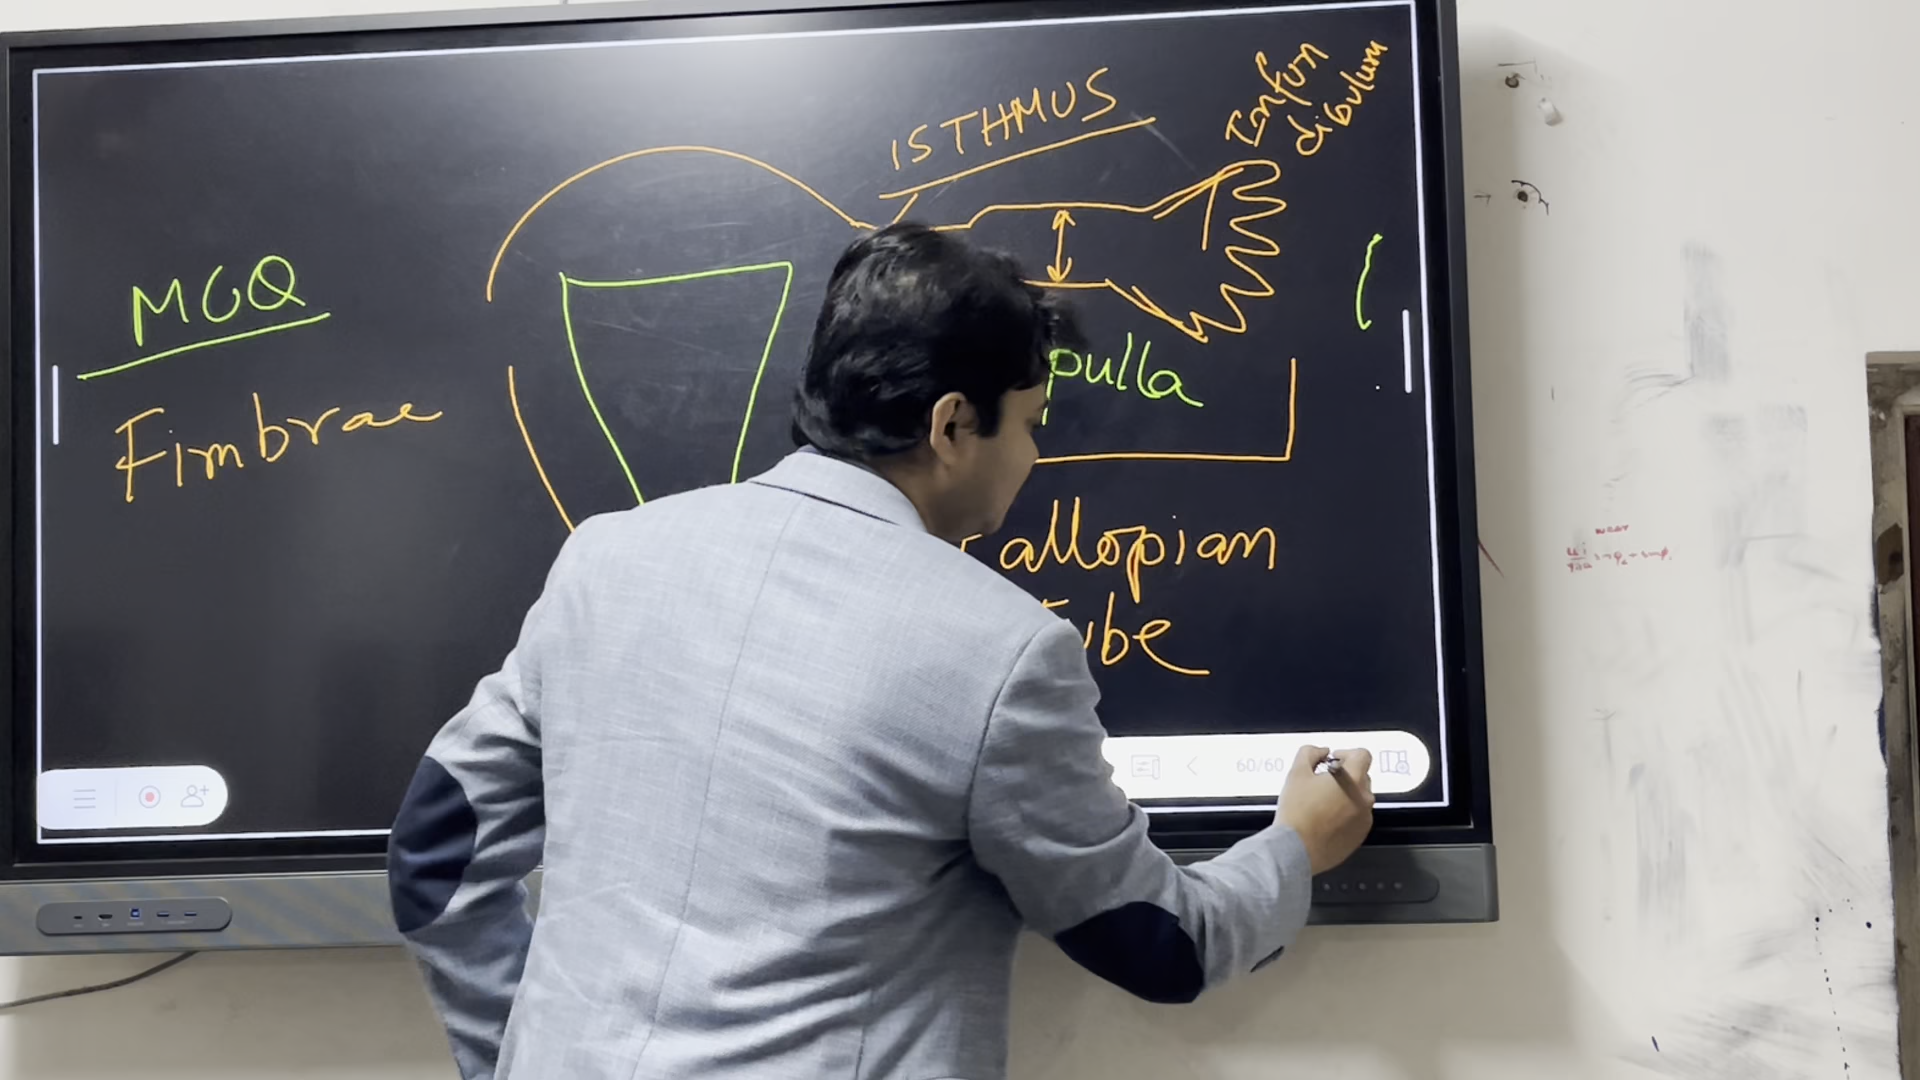 ISTHMUS
Infun
dibulum
MCQ
Fimbrae
pulla
allopian
ube
60/60